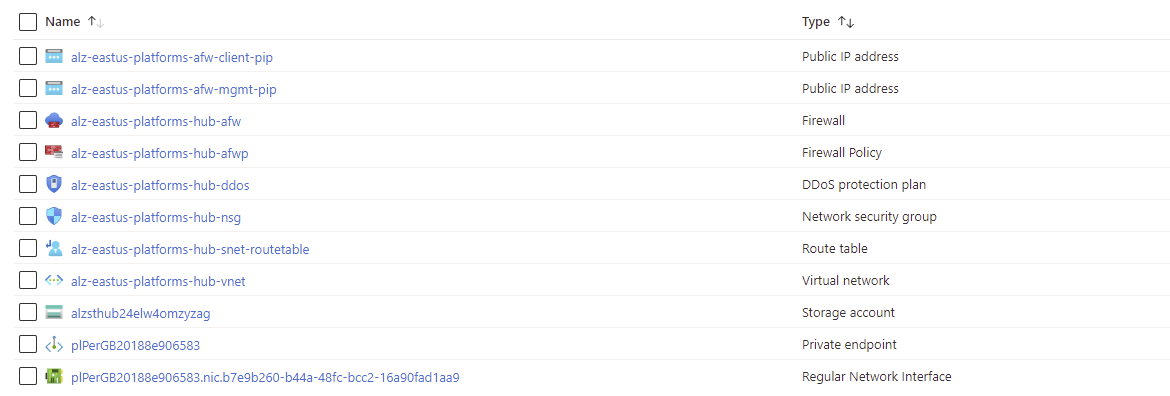 Name ↑↓ Type ↑↓
alz-eastus-platforms-afw-client-pip Public IP address
alz-eastus-platforms-afw-mgmt-pip Public IP address
alz-eastus-platforms-hub-afw Firewall
alz-eastus-platforms-hub-afwp Firewall Policy
alz-eastus-platforms-hub-ddos DDoS protection plan
alz-eastus-platforms-hub-nsg Network security group
alz-eastus-platforms-hub-snet-routetable Route table
alz-eastus-platforms-hub-vnet Virtual network
alzsthub24elw4omzyzag Storage account
plPerGB20188e906583 Private endpoint
plPerGB20188e906583.nic.b7e9b260-b44a-48fc-bcc2-16a90fad1aa9 Regular Network Interface